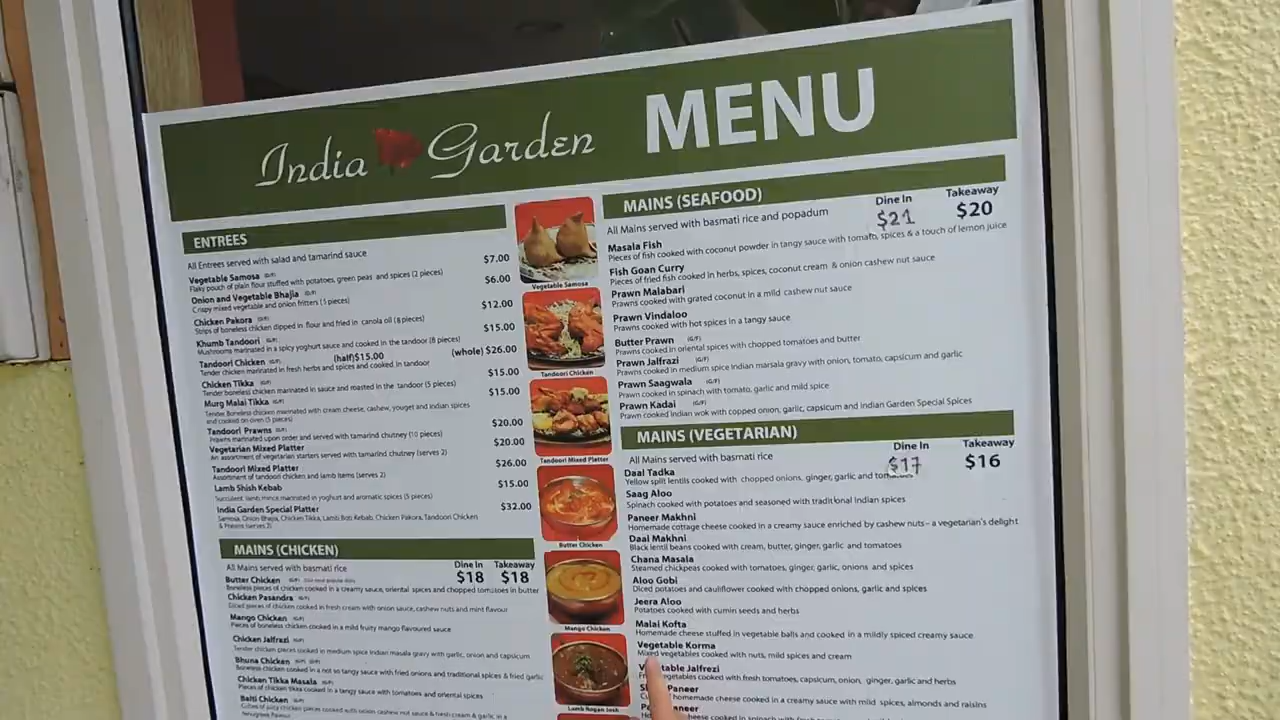 India Garden MENU
ENTREES
All Entrees served with salad and tamarind sauce
Vegetable Samosa (G/F) $7.00
Flaky pouch of plain flour stuffed with potatoes, green peas and spices (2 pieces)
Onion and Vegetable Bhajia (G/F) $6.00
Crispy mixed vegetable and onion fritters (5 pieces)
Chicken Pakora (G/F) $12.00
Strips of boneless chicken dipped in flour and fried in canola oil (8 pieces)
Khumb Tandoori (G/F) $15.00
Mushrooms marinated in a spicy yoghurt sauce and cooked in the tandoor (8 pieces)
Tandoori Chicken (G/F) (half)$15.00 (whole) $26.00
Tender chicken marinated in fresh herbs and spices and cooked in tandoor
Chicken Tikka (G/F) $15.00
Tender boneless chicken marinated in sauce and roasted in the tandoor (5 pieces)
Murg Malai Tikka (G/F) $15.00
Tender Boneless chicken marinated with cream cheese, cashew, youget and indian spices
and cooked on oven (5 pieces)
Tandoori Prawns (G/F) $20.00
Prawns marinated upon order and served with tamarind chutney (10 pieces)
Vegetarian Mixed Platter $20.00
An assortment of vegetarian starters served with tamarind chutney (serves 2)
Tandoori Mixed Platter $26.00
Assortment of tandoori chicken and lamb items (serves 2)
Lamb Shish Kebab $15.00
Succulent lamb mince marinated in yoghurt and aromatic spices (5 pieces)
India Garden Special Platter $32.00
Samosa, Onion Bhajia, Chicken Tikka, Lamb Boti Kebab, Chicken Pakora, Tandoori Chicken
& Prawns (serves 2)
MAINS (CHICKEN)
All Mains served with basmati rice
Dine In Takeaway
$18 $18
Butter Chicken (G/F)
Boneless pieces of chicken cooked in a creamy sauce, oriental spices and chopped tomatoes in butter
Chicken Pasandra (G/F)
Diced pieces of chicken cooked in fresh cream with onion sauce, cashew nuts and mint flavour
Mango Chicken (G/F)
Pieces of boneless chicken cooked in a mild fruity mango flavoured sauce
Chicken Jalfrezi (G/F)
Tender chicken pieces cooked in medium spice Indian masala gravy with garlic, onion and capsicum
Bhuna Chicken (G/F)
Boneless chicken cooked in a not so tangy sauce with fried onions and traditional spices & fried garlic
Chicken Tikka Masala (G/F)
Pieces of chicken tikka cooked in a tangy sauce with tomatoes and oriental spices
Balti Chicken (G/F)
Vegetable Samosa
Tandoori Chicken
Tandoori Mixed Platter
Butter Chicken
Mango Chicken
Lamb Rogan Josh
MAINS (SEAFOOD)
All Mains served with basmati rice and popadum
Dine In Takeaway
$21 $20
Masala Fish
Pieces of fish cooked with coconut powder in tangy sauce with tomato, spices & a touch of lemon juice
Fish Goan Curry
Pieces of fried fish cooked in herbs, spices, coconut cream & onion cashew nut sauce
Prawn Malabari
Prawns cooked with grated coconut in a mild cashew nut sauce
Prawn Vindaloo
Prawns cooked with hot spices in a tangy sauce
Butter Prawn (G/F)
Prawns cooked in oriental spices with chopped tomatoes and butter
Prawn Jalfrazi (G/F)
Prawns cooked in medium spice Indian marsala gravy with onion, tomato, capsicum and garlic
Prawn Saagwala (G/F)
Prawn cooked in spinach with tomato, garlic and mild spice
Prawn Kadai (G/F)
Prawn cooked Indian wok with copped onion, garlic, capsicum and Indian Garden Special Spices
MAINS (VEGETARIAN)
All Mains served with basmati rice
Dine In Takeaway
$17 $16
Daal Tadka
Yellow split lentils cooked with chopped onions, ginger, garlic and
Saag Aloo
Spinach cooked with potatoes and seasoned with traditional Indian spices
Paneer Makhni
Homemade cottage cheese cooked in a creamy sauce enriched by cashew nuts– a vegetarian's delight
Daal Makhni
Black lentil beans cooked with cream, butter, ginger, garlic and tomatoes
Chana Masala
Steamed chickpeas cooked with tomatoes, ginger, garlic, onions and spices
Aloo Gobi
Diced potatoes and cauliflower cooked with chopped onions, garlic and spices
Jeera Aloo
Potatoes cooked with cumin seeds and herbs
Malai Kofta
Homemade cheese stuffed in vegetable balls and cooked in a mildly spiced creamy sauce
Vegetable Korma
Mixed vegetables cooked with nuts, mild spices and cream
Vegetable Jalfrezi
vegetables cooked with fresh tomatoes, capsicum, onion, ginger, garlic and herbs
Paneer
homemade cheese cooked in a creamy sauce with mild spices, almonds and raisins
Paneer
cheese cooked in spinach with